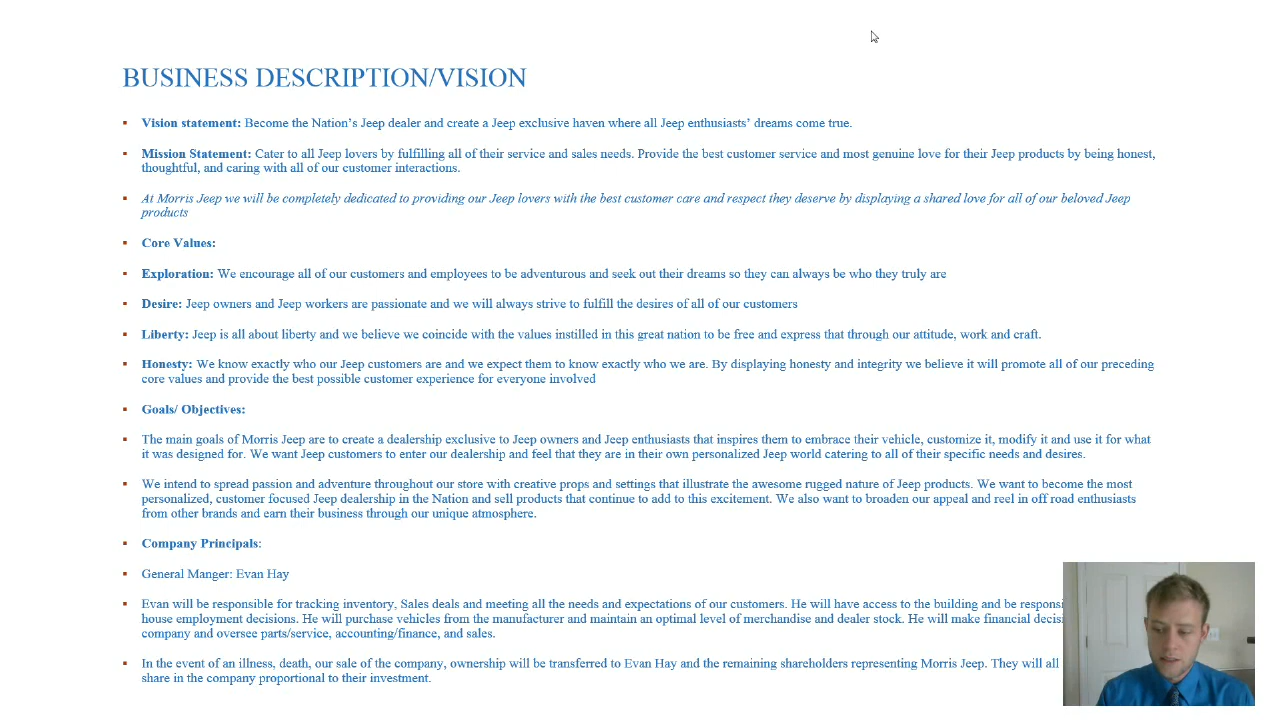 BUSINESS DESCRIPTION/VISION
▪ Vision statement: Become the Nation's Jeep dealer and create a Jeep exclusive haven where all Jeep enthusiasts' dreams come true.
▪ Mission Statement: Cater to all Jeep lovers by fulfilling all of their service and sales needs. Provide the best customer service and most genuine love for their Jeep products by being honest,
thoughtful, and caring with all of our customer interactions.
▪ At Morris Jeep we will be completely dedicated to providing our Jeep lovers with the best customer care and respect they deserve by displaying a shared love for all of our beloved Jeep
products
▪ Core Values:
▪ Exploration: We encourage all of our customers and employees to be adventurous and seek out their dreams so they can always be who they truly are
▪ Desire: Jeep owners and Jeep workers are passionate and we will always strive to fulfill the desires of all of our customers
▪ Liberty: Jeep is all about liberty and we believe we coincide with the values instilled in this great nation to be free and express that through our attitude, work and craft.
▪ Honesty: We know exactly who our Jeep customers are and we expect them to know exactly who we are. By displaying honesty and integrity we believe it will promote all of our preceding
core values and provide the best possible customer experience for everyone involved
▪ Goals/ Objectives:
▪ The main goals of Morris Jeep are to create a dealership exclusive to Jeep owners and Jeep enthusiasts that inspires them to embrace their vehicle, customize it, modify it and use it for what
it was designed for. We want Jeep customers to enter our dealership and feel that they are in their own personalized Jeep world catering to all of their specific needs and desires.
▪ We intend to spread passion and adventure throughout our store with creative props and settings that illustrate the awesome rugged nature of Jeep products. We want to become the most
personalized, customer focused Jeep dealership in the Nation and sell products that continue to add to this excitement. We also want to broaden our appeal and reel in off road enthusiasts
from other brands and earn their business through our unique atmosphere.
▪ Company Principals:
▪ General Manger: Evan Hay
▪ Evan will be responsible for tracking inventory, Sales deals and meeting all the needs and expectations of our customers. He will have access to the building and be
house employment decisions. He will purchase vehicles from the manufacturer and maintain an optimal level of merchandise and dealer stock. He will make financial
company and oversee parts/service, accounting/finance, and sales.
▪ In the event of an illness, death, our sale of the company, ownership will be transferred to Evan Hay and the remaining shareholders representing Morris Jeep. They will all
share in the company proportional to their investment.